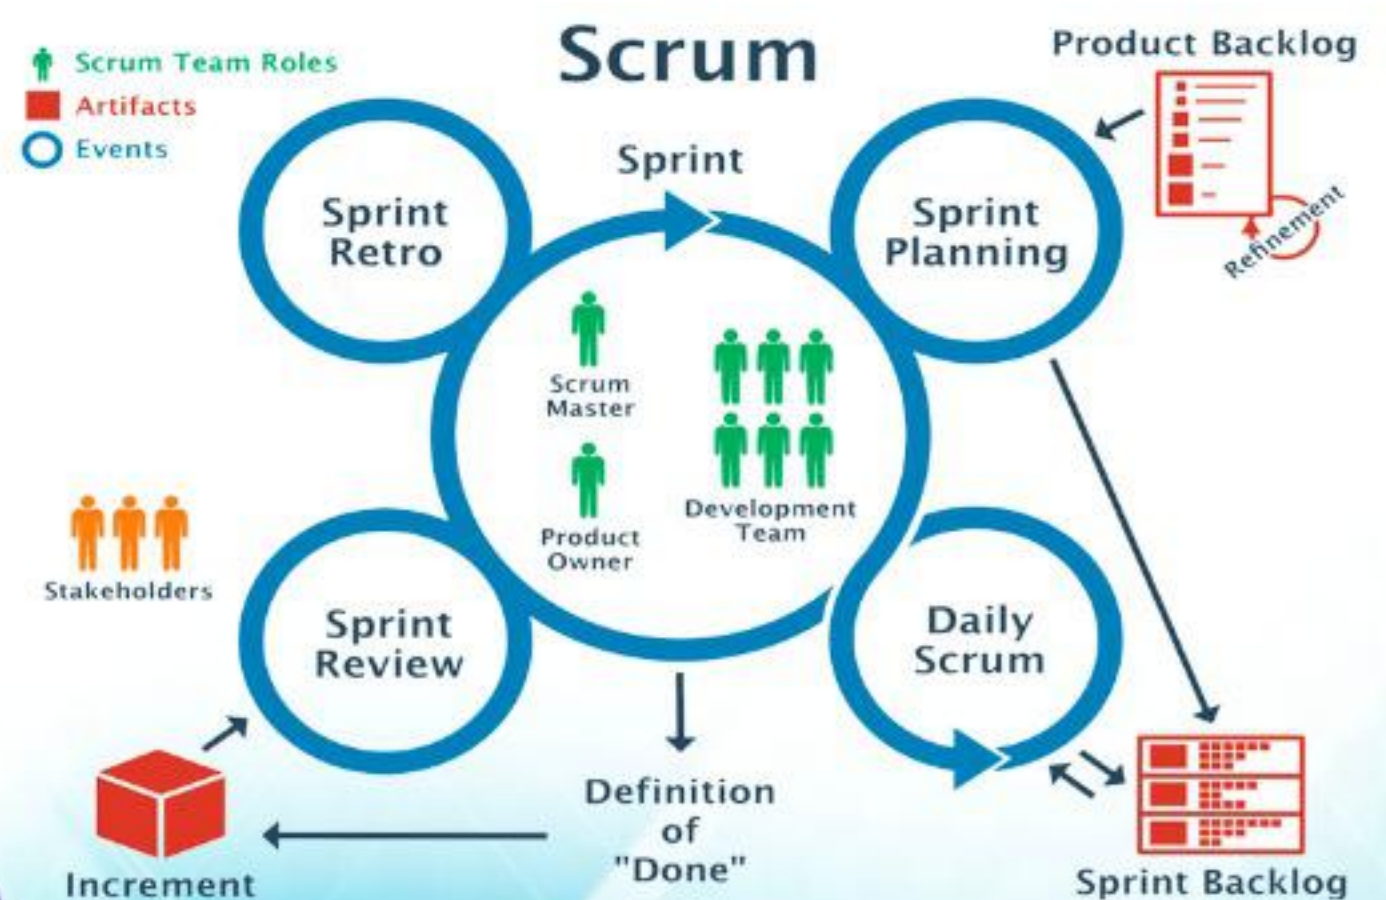 Scrum
Scrum Team Roles
Artifacts
Events
Product Backlog
Refinement
Sprint
Sprint
Retro
Sprint
Planning
Scrum
Master
Product
Owner
Development
Team
Stakeholders
Sprint
Review
Daily
Scrum
Definition
of
"Done"
Increment
Sprint Backlog